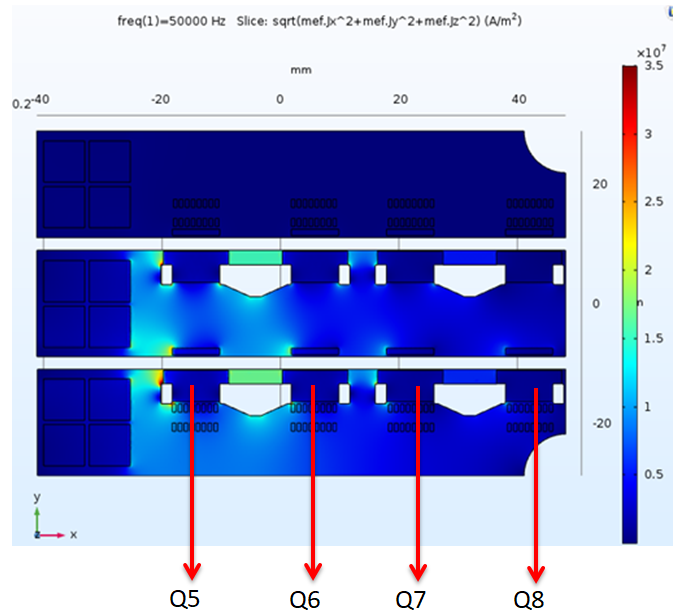 freq(1)=50000 Hz Slice: sqrt(mef.Jx^2+mef.Jy^2+mef.Jz^2) (A/m²)
mm
×10⁷
0.2 -40 -20 0 20 40
3.5
3
20
2.5
2
0
n
1.5
1
-20
0.5
y
x
Q5 Q6 Q7 Q8